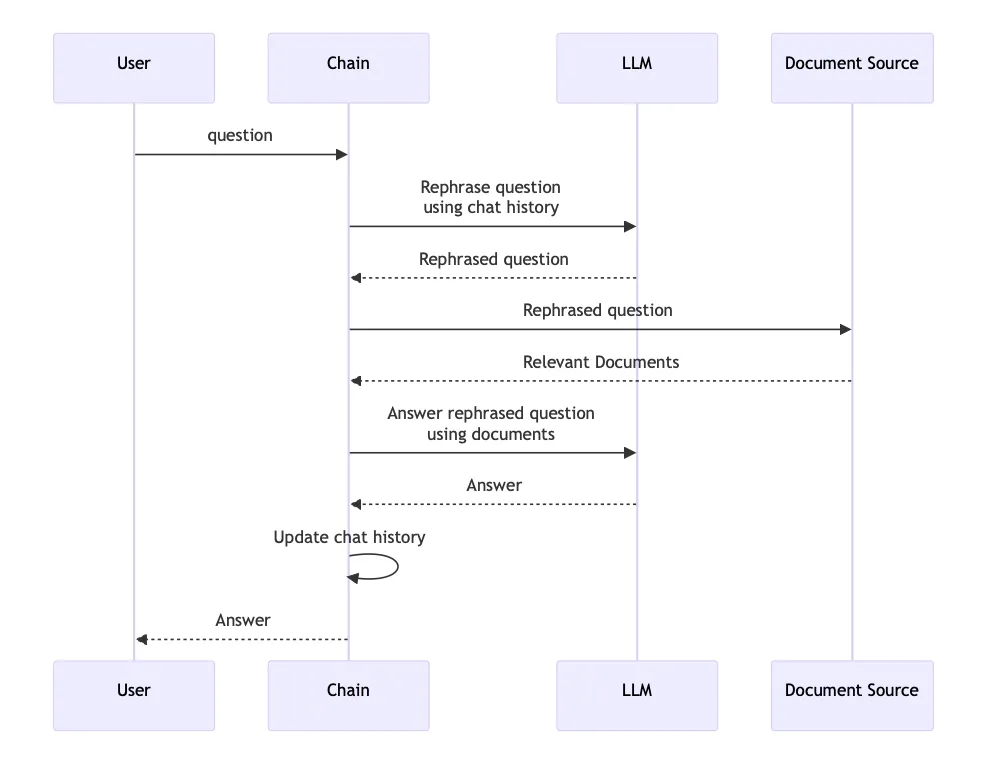 User
Chain
LLM
Document Source
question
Rephrase question
using chat history
Rephrased question
Rephrased question
Relevant Documents
Answer rephrased question
using documents
Answer
Update chat history
Answer
User
Chain
LLM
Document Source